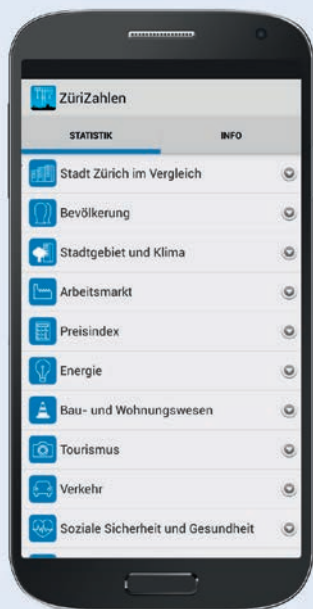 ZüriZahlen
STATISTIK INFO
Stadt Zürich im Vergleich
Bevölkerung
Stadtgebiet und Klima
Arbeitsmarkt
Preisindex
Energie
Bau- und Wohnungswesen
Tourismus
Verkehr
Soziale Sicherheit und Gesundheit